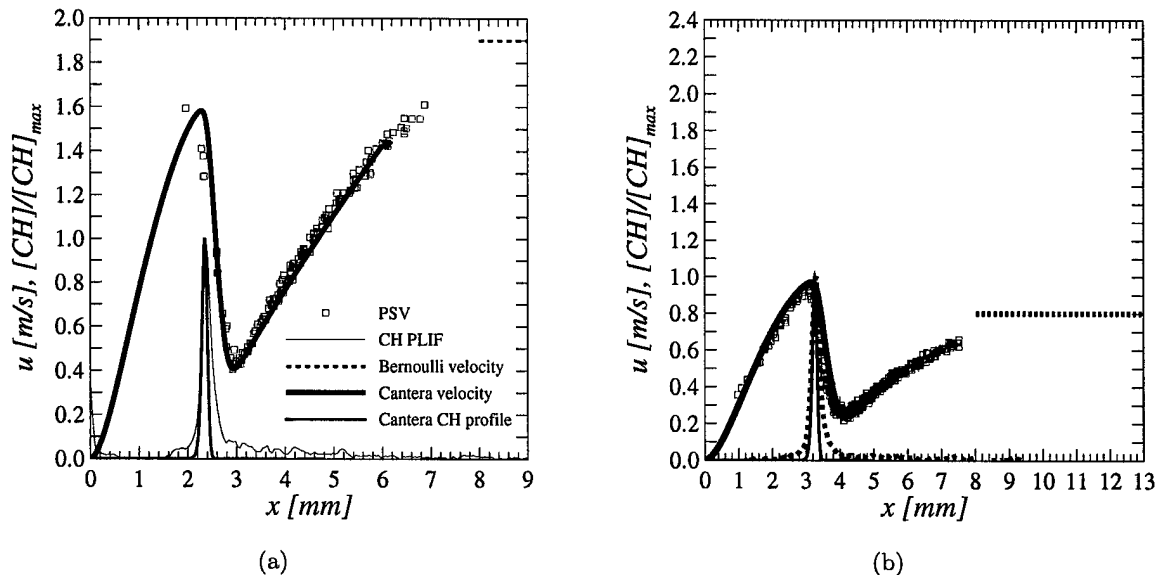 2.0
1.8
1.6
1.4
1.2
1.0
0.8
0.6
0.4
0.2
0.0
u [m/s], [CH]/[CH]max
0 1 2 3 4 5 6 7 8 9
x [mm]
PSV
CH PLIF
Bernoulli velocity
Cantera velocity
Cantera CH profile
(a)
2.4
2.2
2.0
1.8
1.6
1.4
1.2
1.0
0.8
0.6
0.4
0.2
0.0
u [m/s], [CH]/[CH]max
0 1 2 3 4 5 6 7 8 9 10 11 12 13
x [mm]
(b)